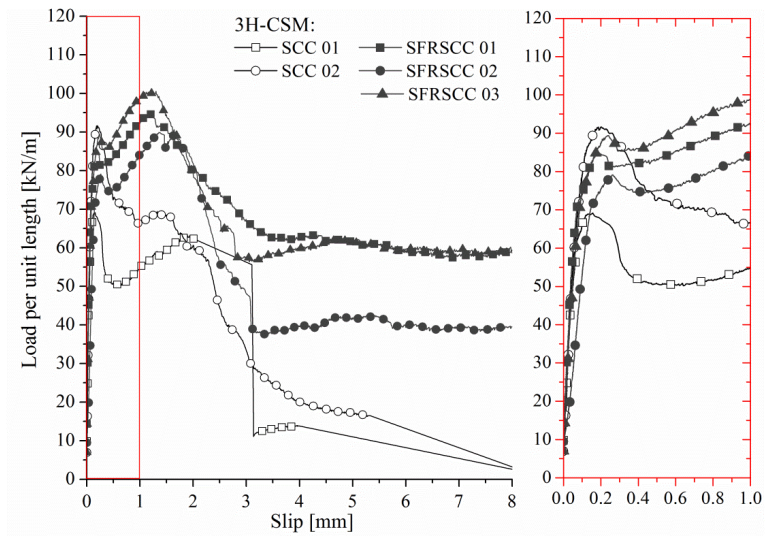 3H-CSM:
SCC 01
SCC 02
SFRSCC 01
SFRSCC 02
SFRSCC 03
Load per unit length [kN/m]
120
110
100
90
80
70
60
50
40
30
20
10
0
0 1 2 3 4 5 6 7 8
Slip [mm]
120
110
100
90
80
70
60
50
40
30
20
10
0
0.0 0.2 0.4 0.6 0.8 1.0